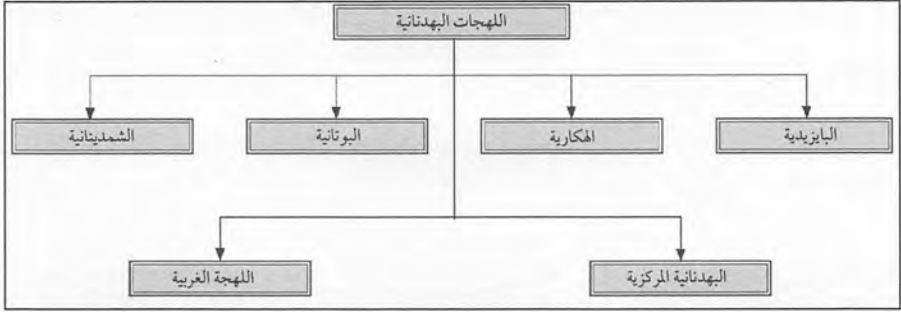 اللهجات البهدنانية
البايزيدية
الهكارية
البوتانية
الشمدينانية
البهدنانية المركزية
اللهجة الغربية